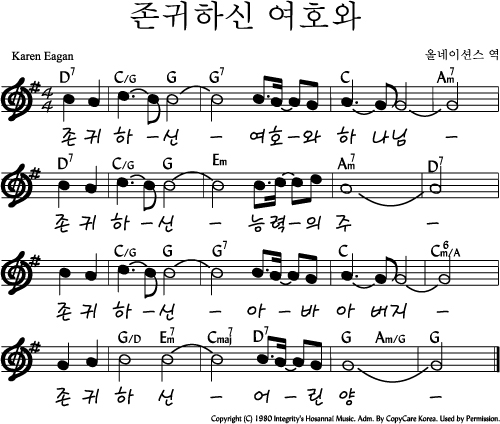 존귀하신 여호와
Karen Eagan 올네이션스 역
D7 C/G G G7 C Am7
4/4
존 귀 하 - 신 - 여호 - 와 하 나님 -
D7 C/G G Em Am7 D7
존 귀 하 - 신 - 능력 - 의 주 -
C/G G G7 C Cm6/A
존 귀 하 - 신 - 아 - 바 아 버지 -
G/D Em7 Cmaj7 D7 G Am/G G
존 귀 하 신 - 어 - 린 양 -
Copyright (C) 1980 Integrity's Hosanna! Music. Adm. By CopyCare Korea. Used by Permission.